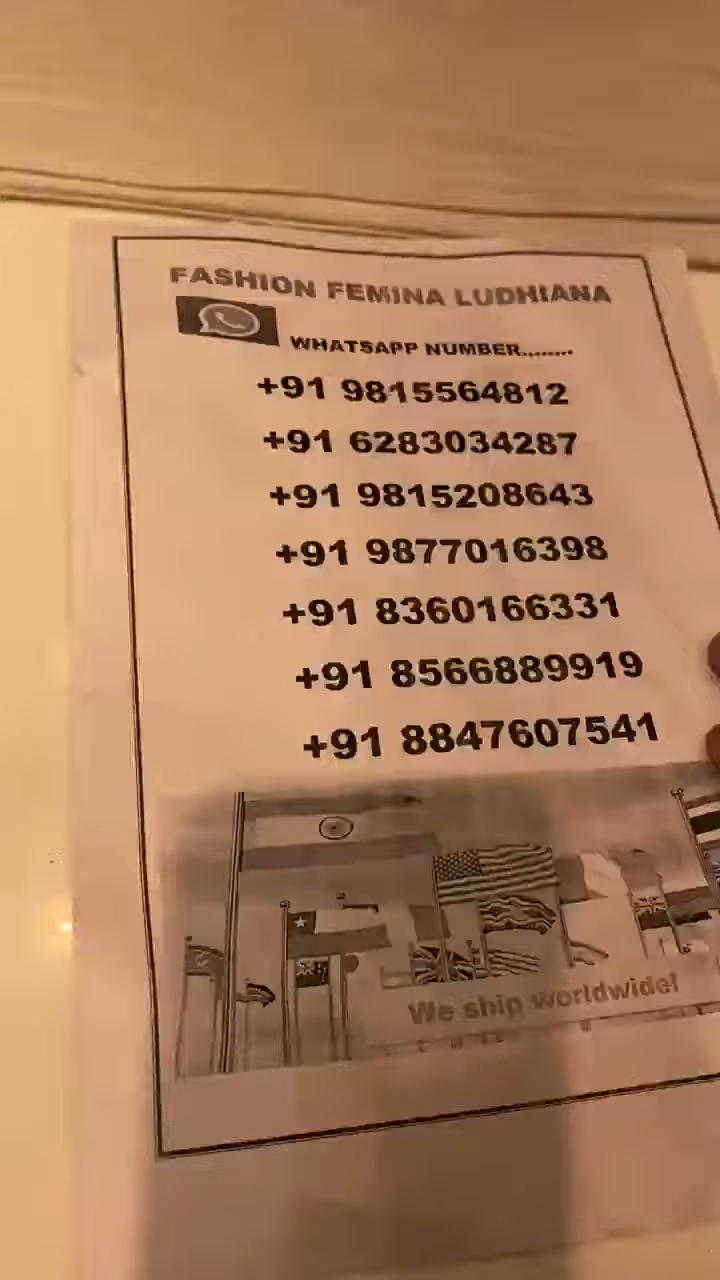 FASHION FEMINA LUDHIANA
WHATSAPP NUMBER........
+91 9815564812
+91 6283034287
+91 9815208643
+91 9877016398
+91 8360166331
+91 8566889919
+91 8847607541
We ship worldwide!